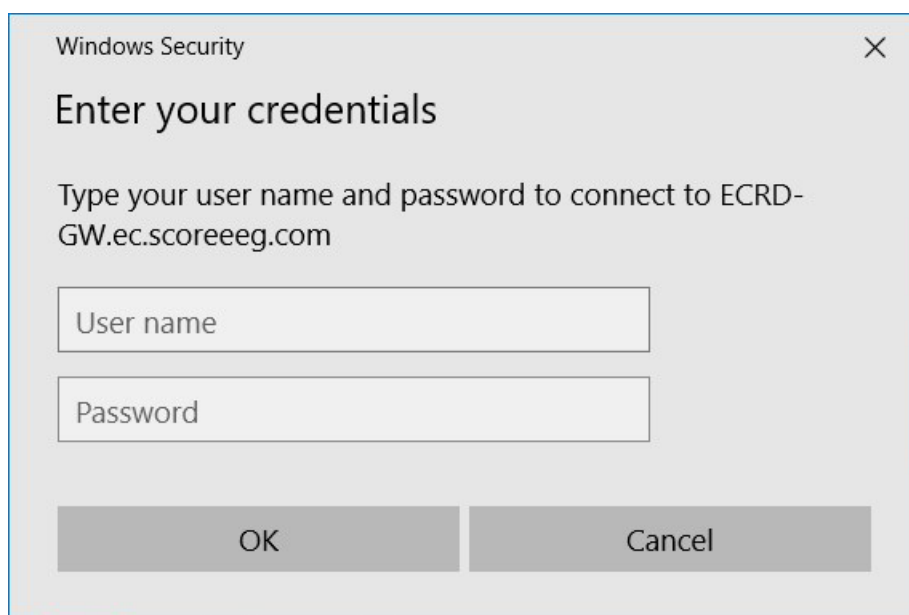 Windows Security
Enter your credentials
Type your user name and password to connect to ECRD-
GW.ec.scoreeeg.com
User name
Password
OK
Cancel